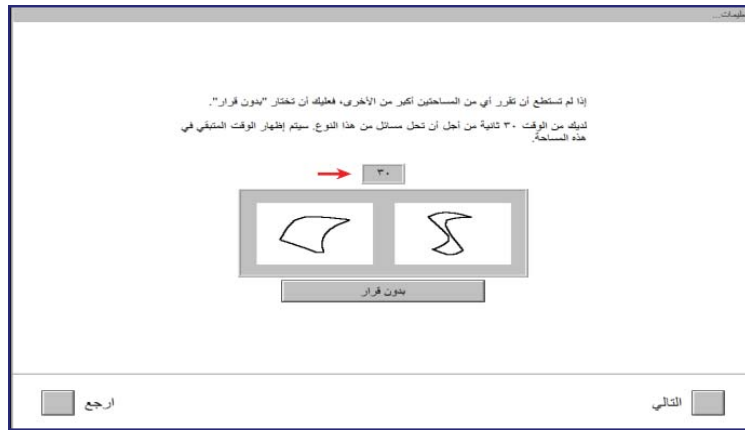 تعليمات...
إذا لم تستطع أن تقرر أي من المساحتين أكبر من الأخرى، فعليك أن تختار "بدون قرار".
لديك من الوقت ٣٠ ثانية من أجل أن تحل مسائل من هذا النوع. سيتم إظهار الوقت المتبقي في
هذه المساحة.
٣٠
بدون قرار
التالي
ارجع